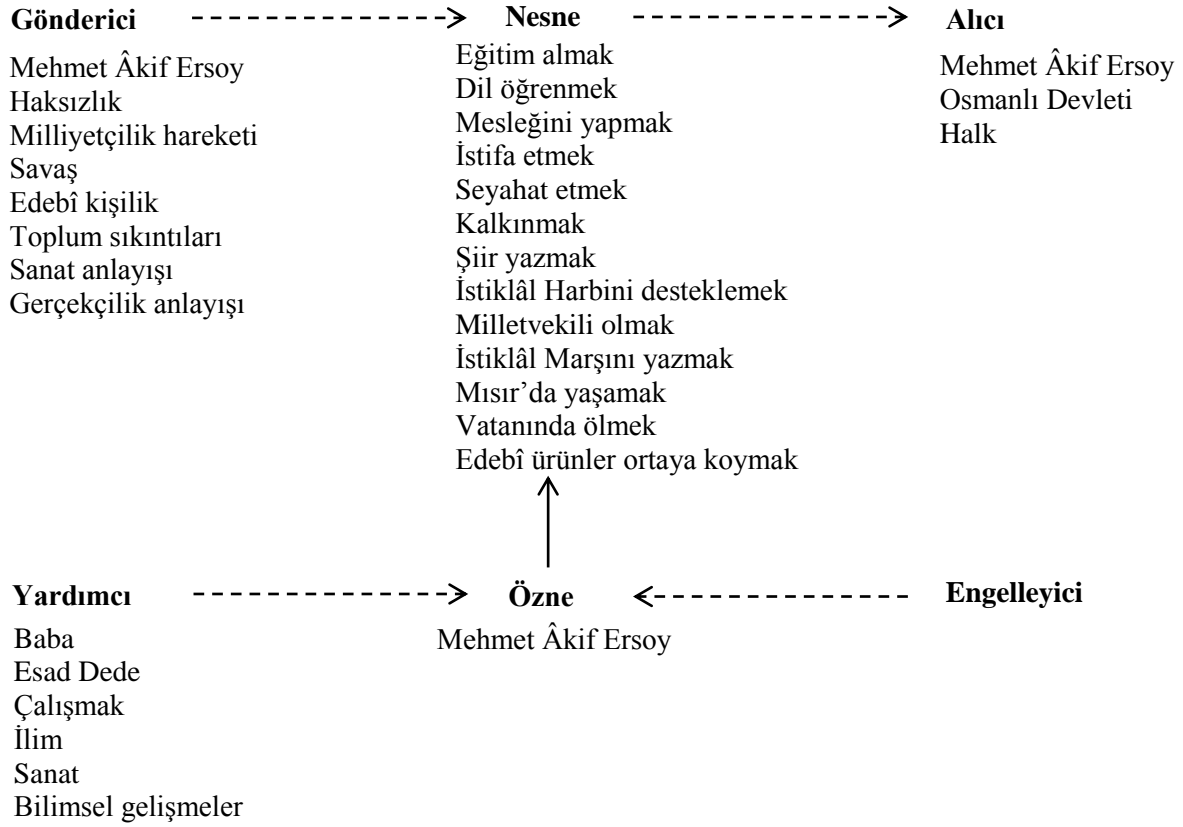 Gönderici
Mehmet Âkif Ersoy
Haksızlık
Milliyetçilik hareketi
Savaş
Edebî kişilik
Toplum sıkıntıları
Sanat anlayışı
Gerçekçilik anlayışı
Nesne
Eğitim almak
Dil öğrenmek
Mesleğini yapmak
İstifa etmek
Seyahat etmek
Kalkınmak
Şiir yazmak
İstiklâl Harbini desteklemek
Milletvekili olmak
İstiklâl Marşını yazmak
Mısır’da yaşamak
Vatanında ölmek
Edebî ürünler ortaya koymak
Alıcı
Mehmet Âkif Ersoy
Osmanlı Devleti
Halk
Yardımcı
Baba
Esad Dede
Çalışmak
İlim
Sanat
Bilimsel gelişmeler
Özne
Mehmet Âkif Ersoy
Engelleyici